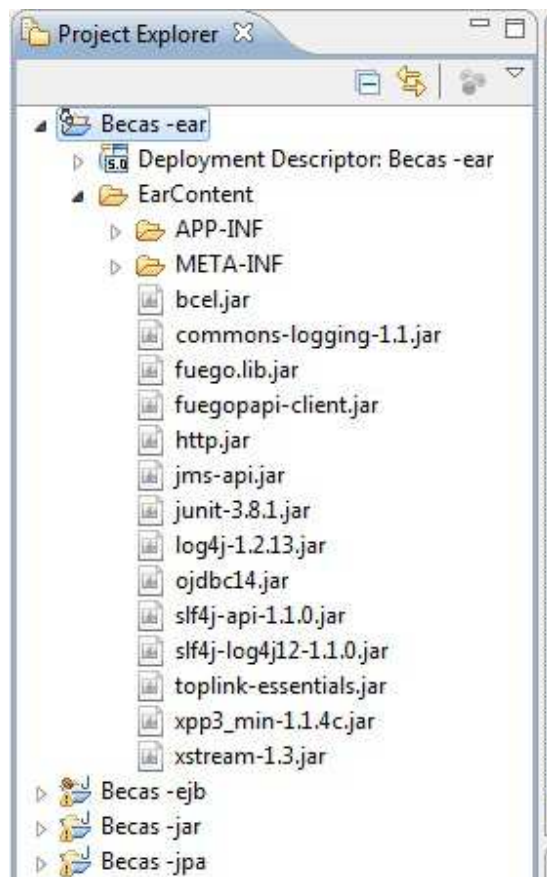 Project Explorer
Becas -ear
5.0 Deployment Descriptor: Becas -ear
EarContent
APP-INF
META-INF
bcel.jar
commons-logging-1.1.jar
fuego.lib.jar
fuegopapi-client.jar
http.jar
jms-api.jar
junit-3.8.1.jar
log4j-1.2.13.jar
ojdbc14.jar
slf4j-api-1.1.0.jar
slf4j-log4j12-1.1.0.jar
toplink-essentials.jar
xpp3_min-1.1.4c.jar
xstream-1.3.jar
Becas -ejb
Becas -jar
Becas -jpa